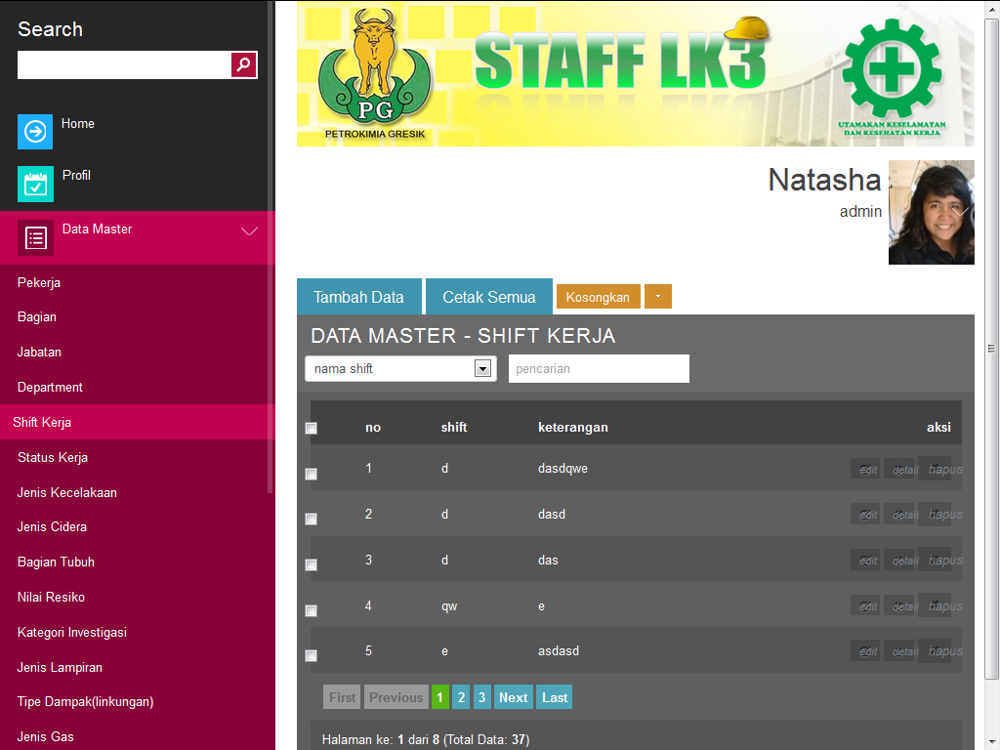 Search
Home
Profil
Data Master
Pekerja
Bagian
Jabatan
Department
Shift Kerja
Status Kerja
Jenis Kecelakaan
Jenis Cidera
Bagian Tubuh
Nilai Resiko
Kategori Investigasi
Jenis Lampiran
Tipe Dampak(linkungan)
Jenis Gas
PG
PETROKIMIA GRESIK
STAFF LK3
UTAMAKAN KESELAMATAN
DAN KESEHATAN KERJA
Natasha
admin
Tambah Data Cetak Semua Kosongkan
DATA MASTER - SHIFT KERJA
nama shift pencarian
no shift keterangan aksi
1 d dasdqwe edit detail hapus
2 d dasd edit detail hapus
3 d das edit detail hapus
4 qw e edit detail hapus
5 e asdasd edit detail hapus
First Previous 1 2 3 Next Last
Halaman ke: 1 dari 8 (Total Data: 37)